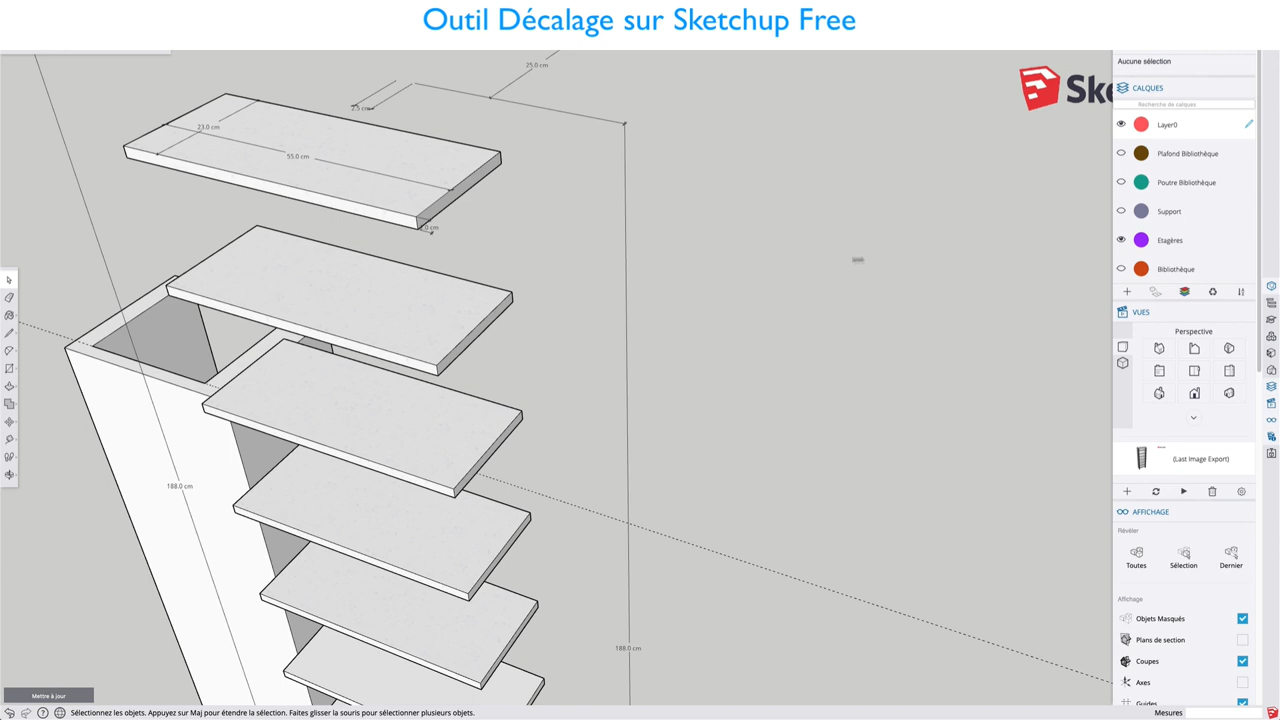 Outil Décalage sur Sketchup Free
25.0 cm
2.5 cm
23.0 cm
55.0 cm
.0 cm
188.0 cm
188.0 cm
Ske
Aucune sélection
CALQUES
Recherche de calques
Layer0
Plafond Bibliothèque
Poutre Bibliothèque
Support
Etagères
Bibliothèque
VUES
Perspective
(Last Image Export)
AFFICHAGE
Révéler
Toutes
Sélection
Dernier
Affichage
Objets Masqués
Plans de section
Coupes
Axes
Guides
Mettre à jour
Sélectionnez les objets. Appuyez sur Maj pour étendre la sélection. Faites glisser la souris pour sélectionner plusieurs objets.
Mesures